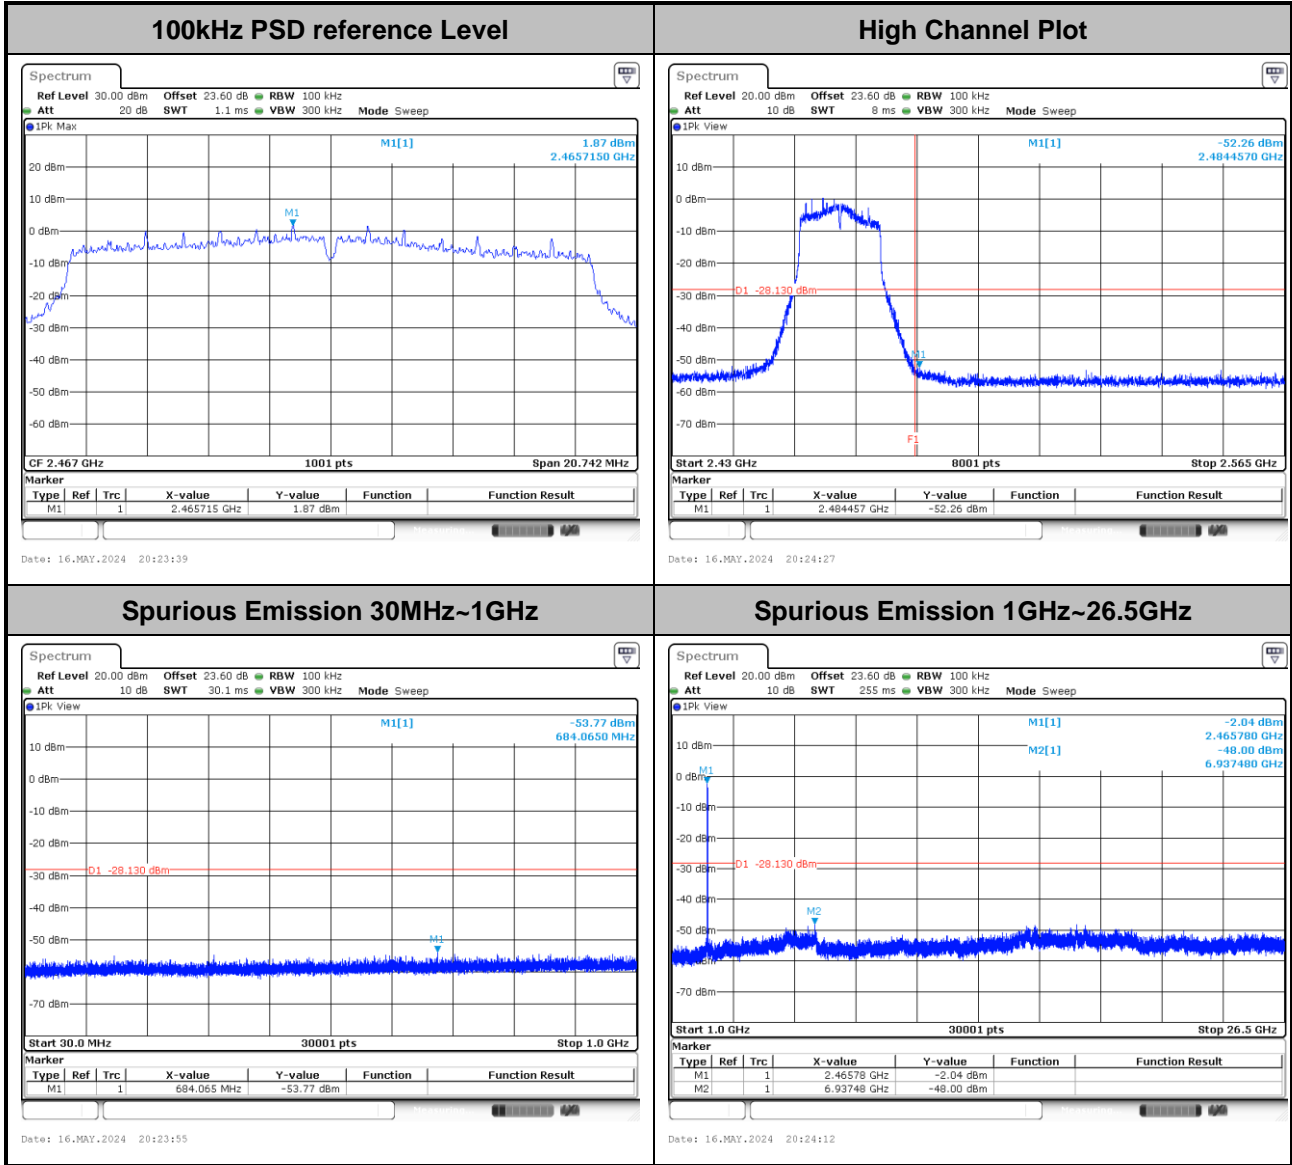 100kHz PSD reference Level
Spectrum
Ref Level 30.00 dBm Offset 23.60 dB RBW 100 kHz
Att 20 dB SWT 1.1 ms VBW 300 kHz Mode Sweep
1Pk Max
M1[1] 1.87 dBm
2.4657150 GHz
20 dBm
10 dBm
M1
0 dBm
-10 dBm
-20 dBm
-30 dBm
-40 dBm
-50 dBm
-60 dBm
CF 2.467 GHz 1001 pts Span 20.742 MHz
Marker
Type Ref Trc X-value Y-value Function Function Result
M1 1 2.465715 GHz 1.87 dBm
Date: 16.MAY.2024 20:23:39
High Channel Plot
Spectrum
Ref Level 20.00 dBm Offset 23.60 dB RBW 100 kHz
Att 10 dB SWT 8 ms VBW 300 kHz Mode Sweep
1Pk View
M1[1] -52.26 dBm
2.4844570 GHz
10 dBm
0 dBm
-10 dBm
-20 dBm
D1 -28.130 dBm
-30 dBm
-40 dBm
-50 dBm
M1
-60 dBm
-70 dBm
F1
Start 2.43 GHz 8001 pts Stop 2.565 GHz
Marker
Type Ref Trc X-value Y-value Function Function Result
M1 1 2.484457 GHz -52.26 dBm
Date: 16.MAY.2024 20:24:27
Spurious Emission 30MHz~1GHz
Spectrum
Ref Level 20.00 dBm Offset 23.60 dB RBW 100 kHz
Att 10 dB SWT 30.1 ms VBW 300 kHz Mode Sweep
1Pk View
M1[1] -53.77 dBm
684.0650 MHz
10 dBm
0 dBm
-10 dBm
-20 dBm
D1 -28.130 dBm
-30 dBm
-40 dBm
-50 dBm
M1
-70 dBm
Start 30.0 MHz 30001 pts Stop 1.0 GHz
Marker
Type Ref Trc X-value Y-value Function Function Result
M1 1 684.065 MHz -53.77 dBm
Date: 16.MAY.2024 20:23:55
Spurious Emission 1GHz~26.5GHz
Spectrum
Ref Level 20.00 dBm Offset 23.60 dB RBW 100 kHz
Att 10 dB SWT 255 ms VBW 300 kHz Mode Sweep
1Pk View
M1[1] -2.04 dBm
2.465780 GHz
M2[1] -48.00 dBm
6.937480 GHz
10 dBm
M1
0 dBm
-10 dBm
-20 dBm
D1 -28.130 dBm
-30 dBm
-40 dBm
M2
-50 dBm
-70 dBm
Start 1.0 GHz 30001 pts Stop 26.5 GHz
Marker
Type Ref Trc X-value Y-value Function Function Result
M1 1 2.46578 GHz -2.04 dBm
M2 1 6.93748 GHz -48.00 dBm
Date: 16.MAY.2024 20:24:12